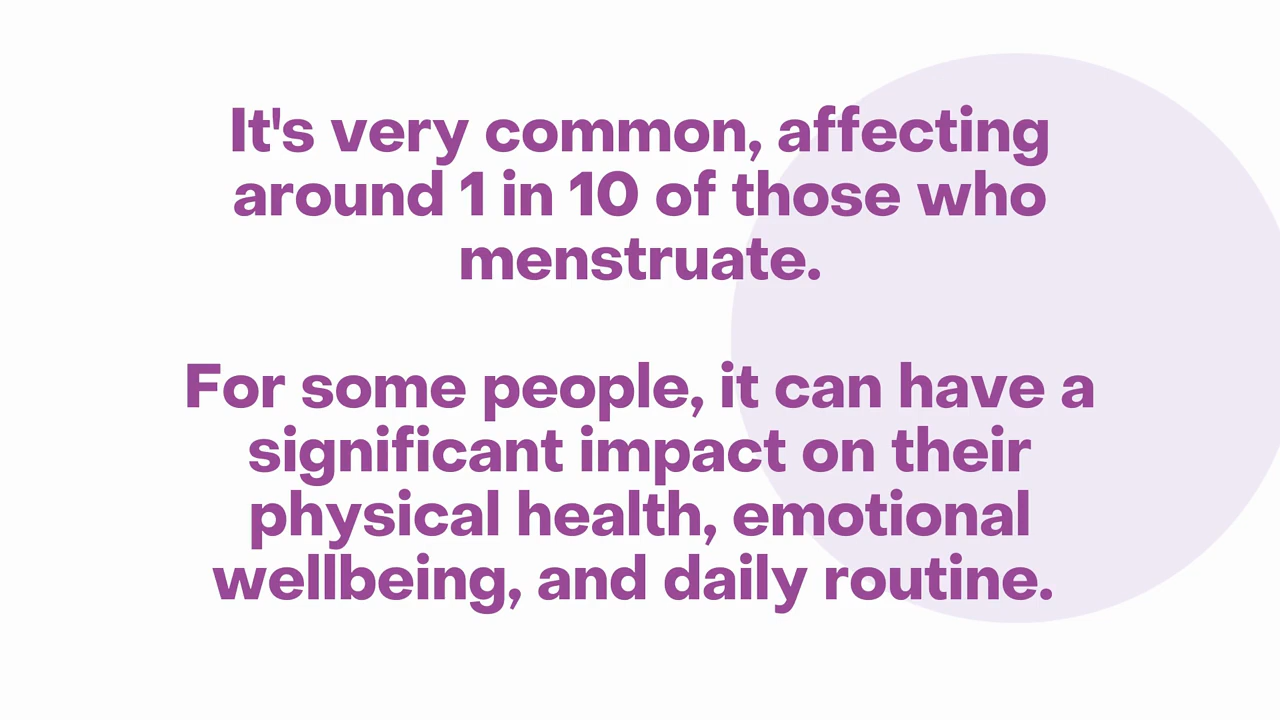 It's very common, affecting
around 1 in 10 of those who
menstruate.
For some people, it can have a
significant impact on their
physical health, emotional
wellbeing, and daily routine.